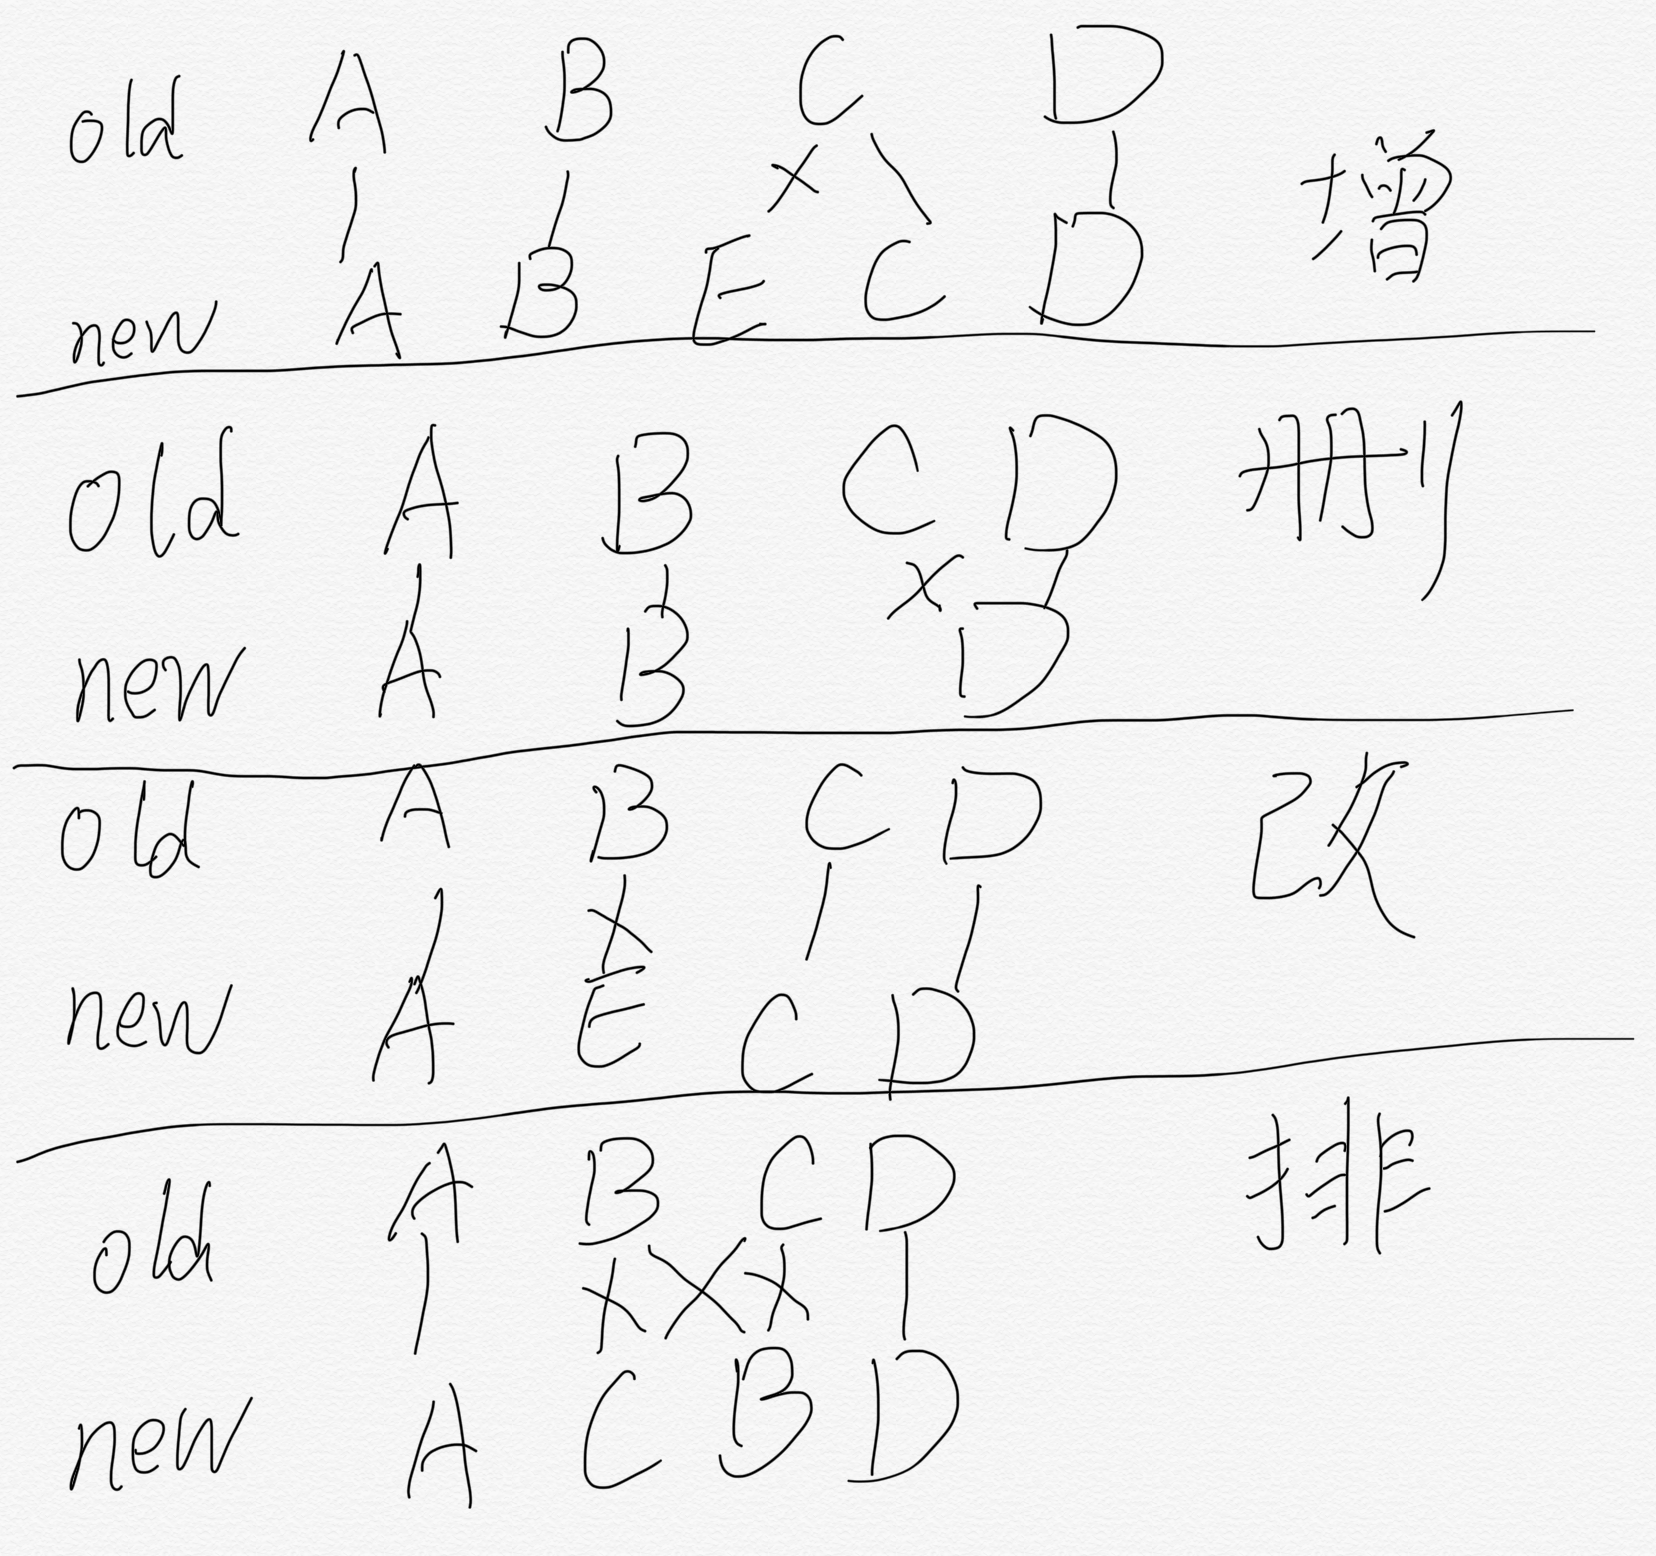 old A B C D
增
new A B E C D
old A B C D 删
new A B D
old A B C D 改
new A E C D
old A B C D 排
new A C B D